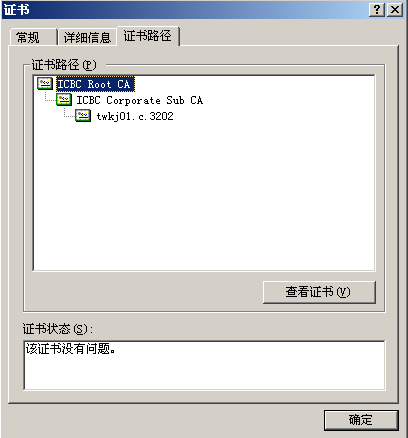 证书
常规 详细信息 证书路径
证书路径(P)
ICBC Root CA
ICBC Corporate Sub CA
twkj01.c.3202
查看证书(V)
证书状态(S):
该证书没有问题。
确定